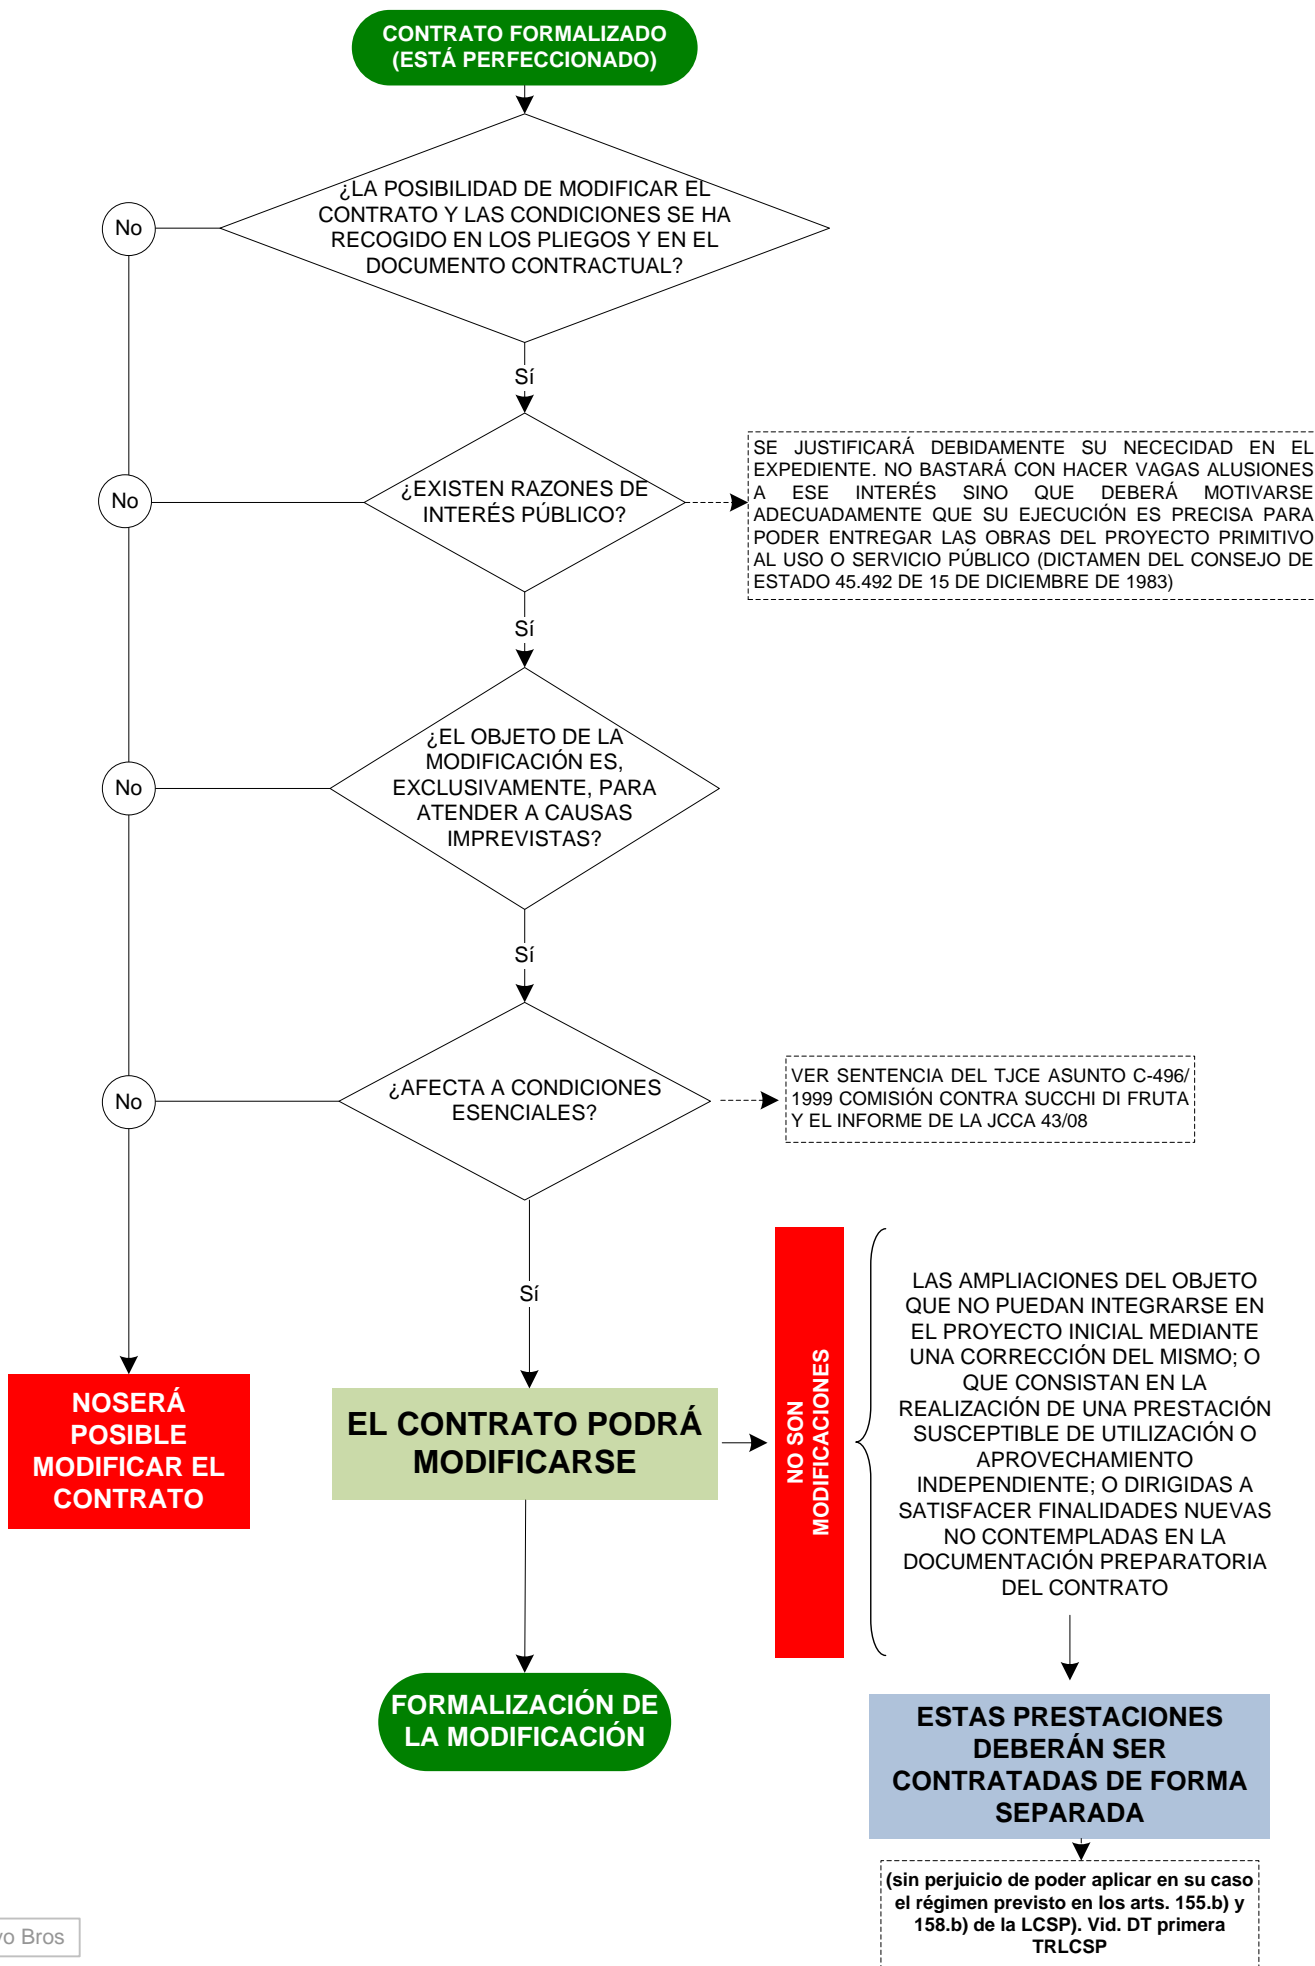 CONTRATO FORMALIZADO
(ESTÁ PERFECCIONADO)
¿LA POSIBILIDAD DE MODIFICAR EL
CONTRATO Y LAS CONDICIONES SE HA
RECOGIDO EN LOS PLIEGOS Y EN EL
DOCUMENTO CONTRACTUAL?
No
Sí
¿EXISTEN RAZONES DE
INTERÉS PÚBLICO?
No
SE JUSTIFICARÁ DEBIDAMENTE SU NECECIDAD EN EL
EXPEDIENTE. NO BASTARÁ CON HACER VAGAS ALUSIONES
A ESE INTERÉS SINO QUE DEBERÁ MOTIVARSE
ADECUADAMENTE QUE SU EJECUCIÓN ES PRECISA PARA
PODER ENTREGAR LAS OBRAS DEL PROYECTO PRIMITIVO
AL USO O SERVICIO PÚBLICO (DICTAMEN DEL CONSEJO DE
ESTADO 45.492 DE 15 DE DICIEMBRE DE 1983)
Sí
¿EL OBJETO DE LA
MODIFICACIÓN ES,
EXCLUSIVAMENTE, PARA
ATENDER A CAUSAS
IMPREVISTAS?
No
Sí
¿AFECTA A CONDICIONES
ESENCIALES?
No
VER SENTENCIA DEL TJCE ASUNTO C-496/
1999 COMISIÓN CONTRA SUCCHI DI FRUTA
Y EL INFORME DE LA JCCA 43/08
Sí
NOSERÁ
POSIBLE
MODIFICAR EL
CONTRATO
EL CONTRATO PODRÁ
MODIFICARSE
NO SON
MODIFICACIONES
LAS AMPLIACIONES DEL OBJETO
QUE NO PUEDAN INTEGRARSE EN
EL PROYECTO INICIAL MEDIANTE
UNA CORRECCIÓN DEL MISMO; O
QUE CONSISTAN EN LA
REALIZACIÓN DE UNA PRESTACIÓN
SUSCEPTIBLE DE UTILIZACIÓN O
APROVECHAMIENTO
INDEPENDIENTE; O DIRIGIDAS A
SATISFACER FINALIDADES NUEVAS
NO CONTEMPLADAS EN LA
DOCUMENTACIÓN PREPARATORIA
DEL CONTRATO
FORMALIZACIÓN DE
LA MODIFICACIÓN
ESTAS PRESTACIONES
DEBERÁN SER
CONTRATADAS DE FORMA
SEPARADA
(sin perjuicio de poder aplicar en su caso
el régimen previsto en los arts. 155.b) y
158.b) de la LCSP). Vid. DT primera
TRLCSP
Bros